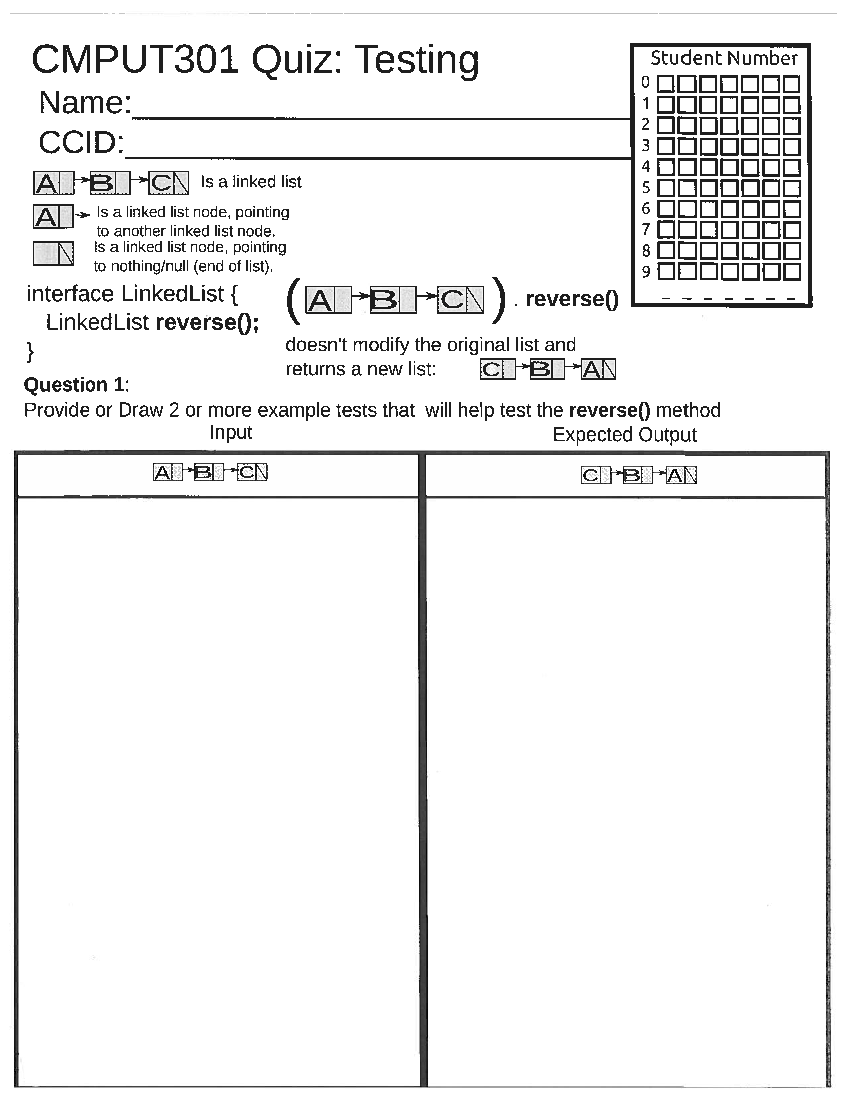 CMPUT301 Quiz: Testing
Name:
CCID:
Student Number
0
1
2
3
4
5
6
7
8
9
A B C Is a linked list
A Is a linked list node, pointing
to another linked list node.
Is a linked list node, pointing
to nothing/null (end of list).
interface LinkedList {
LinkedList reverse();
}
( A B C ) . reverse()
doesn't modify the original list and
returns a new list: C B A
Question 1:
Provide or Draw 2 or more example tests that will help test the reverse() method
Input Expected Output
A B C C B A